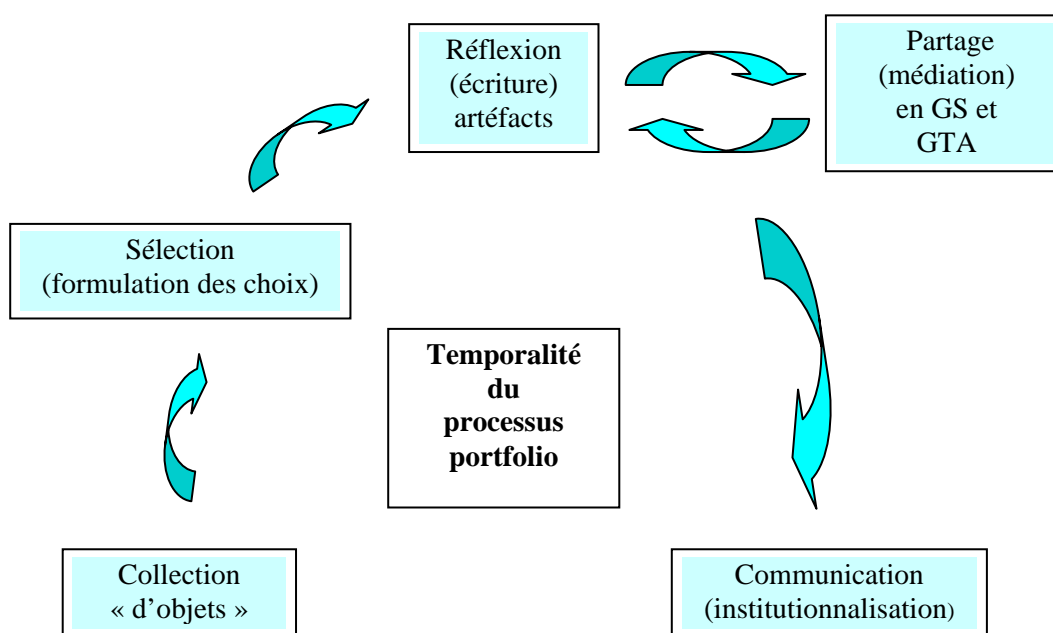 Réflexion
(écriture)
artéfacts
Partage
(médiation)
en GS et
GTA
Sélection
(formulation des choix)
Temporalité
du
processus
portfolio
Collection
« d'objets »
Communication
(institutionnalisation)